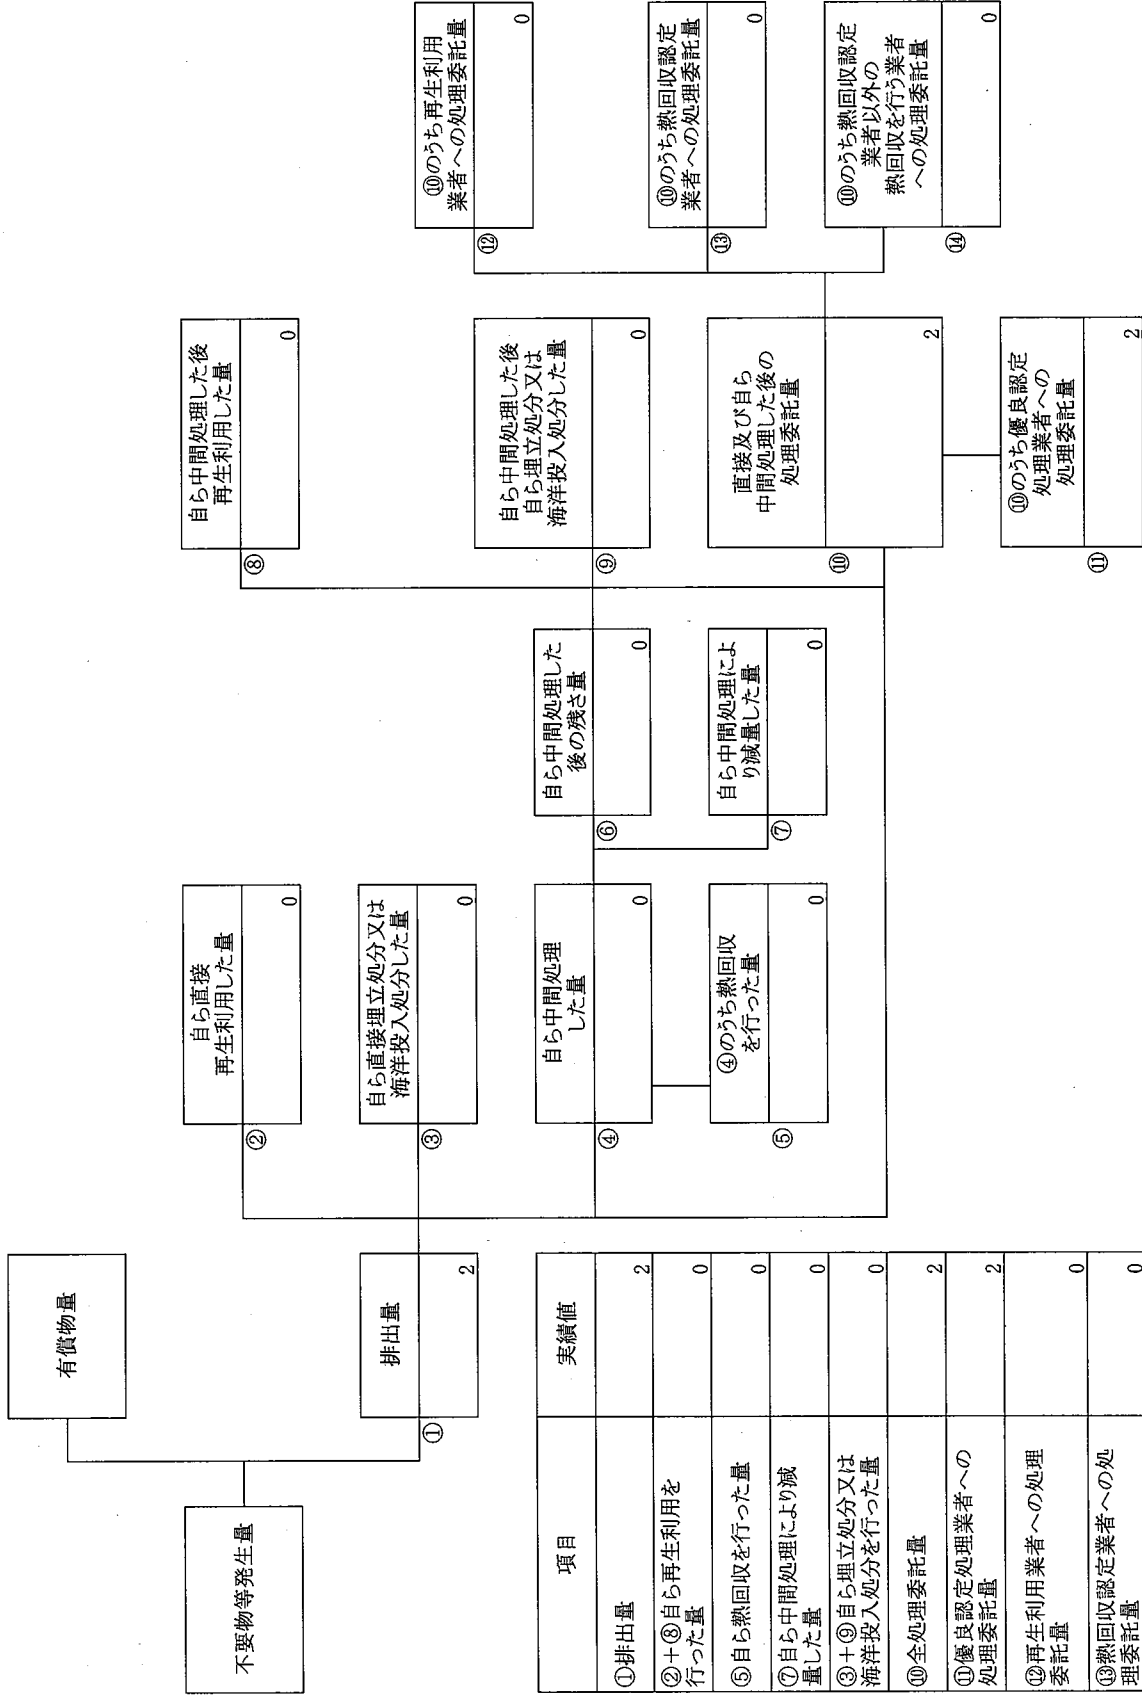 不要物等発生量
有償物量
①
排出量
2
②
自ら直接
再生利用した量
0
③
自ら直接埋立処分又は
海洋投入処分した量
0
④
自ら中間処理
した量
0
⑤
④のうち熱回収
を行った量
0
⑥
自ら中間処理した
後の残さ量
0
⑦
自ら中間処理によ
り減量した量
0
⑧
自ら中間処理した後
再生利用した量
0
⑨
自ら中間処理した後
自ら埋立処分又は
海洋投入処分した量
0
⑩
直接及び自ら
中間処理した後の
処理委託量
2
⑪
⑩のうち優良認定
処理業者への
処理委託量
2
⑫
⑩のうち再生利用
業者への処理委託量
0
⑬
⑩のうち熱回収認定
業者への処理委託量
0
⑭
⑩のうち熱回収認定
業者以外の
熱回収を行う業者
への処理委託量
0
項目 実績値
①排出量 2
②+⑧自ら再生利用を
行った量 0
⑤自ら熱回収を行った量 0
⑦自ら中間処理により減
量した量 0
③+⑨自ら埋立処分又は
海洋投入処分を行った量 0
⑩全処理委託量 2
⑪優良認定処理業者への
処理委託量 2
⑫再生利用業者への処理
委託量 0
⑬熱回収認定業者への処
理委託量 0